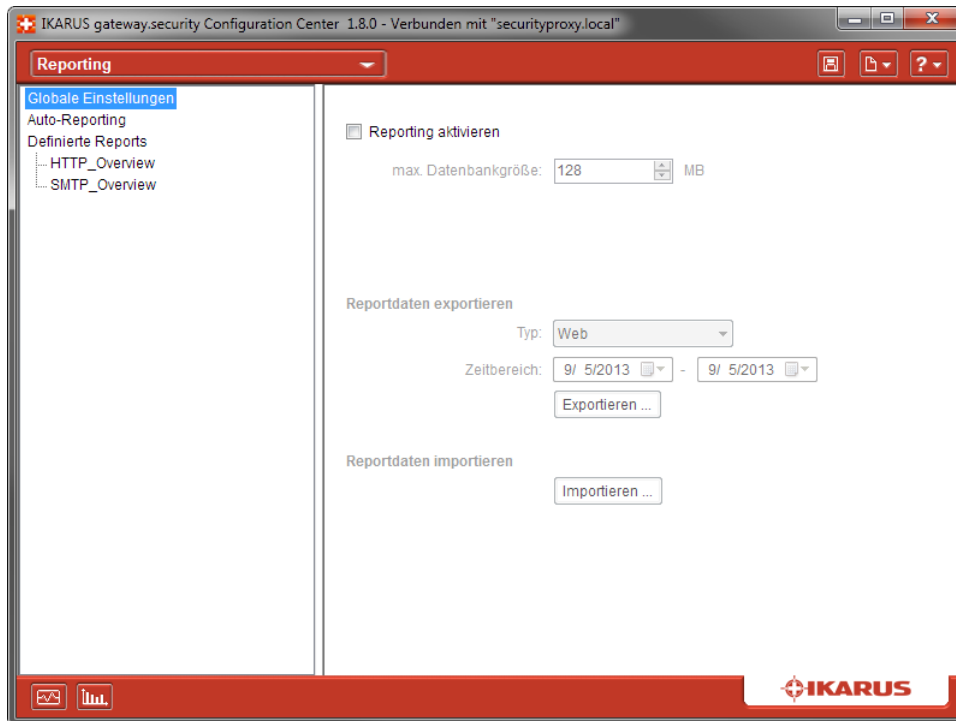 IKARUS gateway.security Configuration Center 1.8.0 - Verbunden mit "securityproxy.local"
Reporting
?
Globale Einstellungen
Auto-Reporting
Definierte Reports
HTTP_Overview
SMTP_Overview
Reporting aktivieren
max. Datenbankgröße: 128 MB
Reportdaten exportieren
Typ: Web
Zeitbereich: 9/ 5/2013 - 9/ 5/2013
Exportieren ...
Reportdaten importieren
Importieren ...
IKARUS